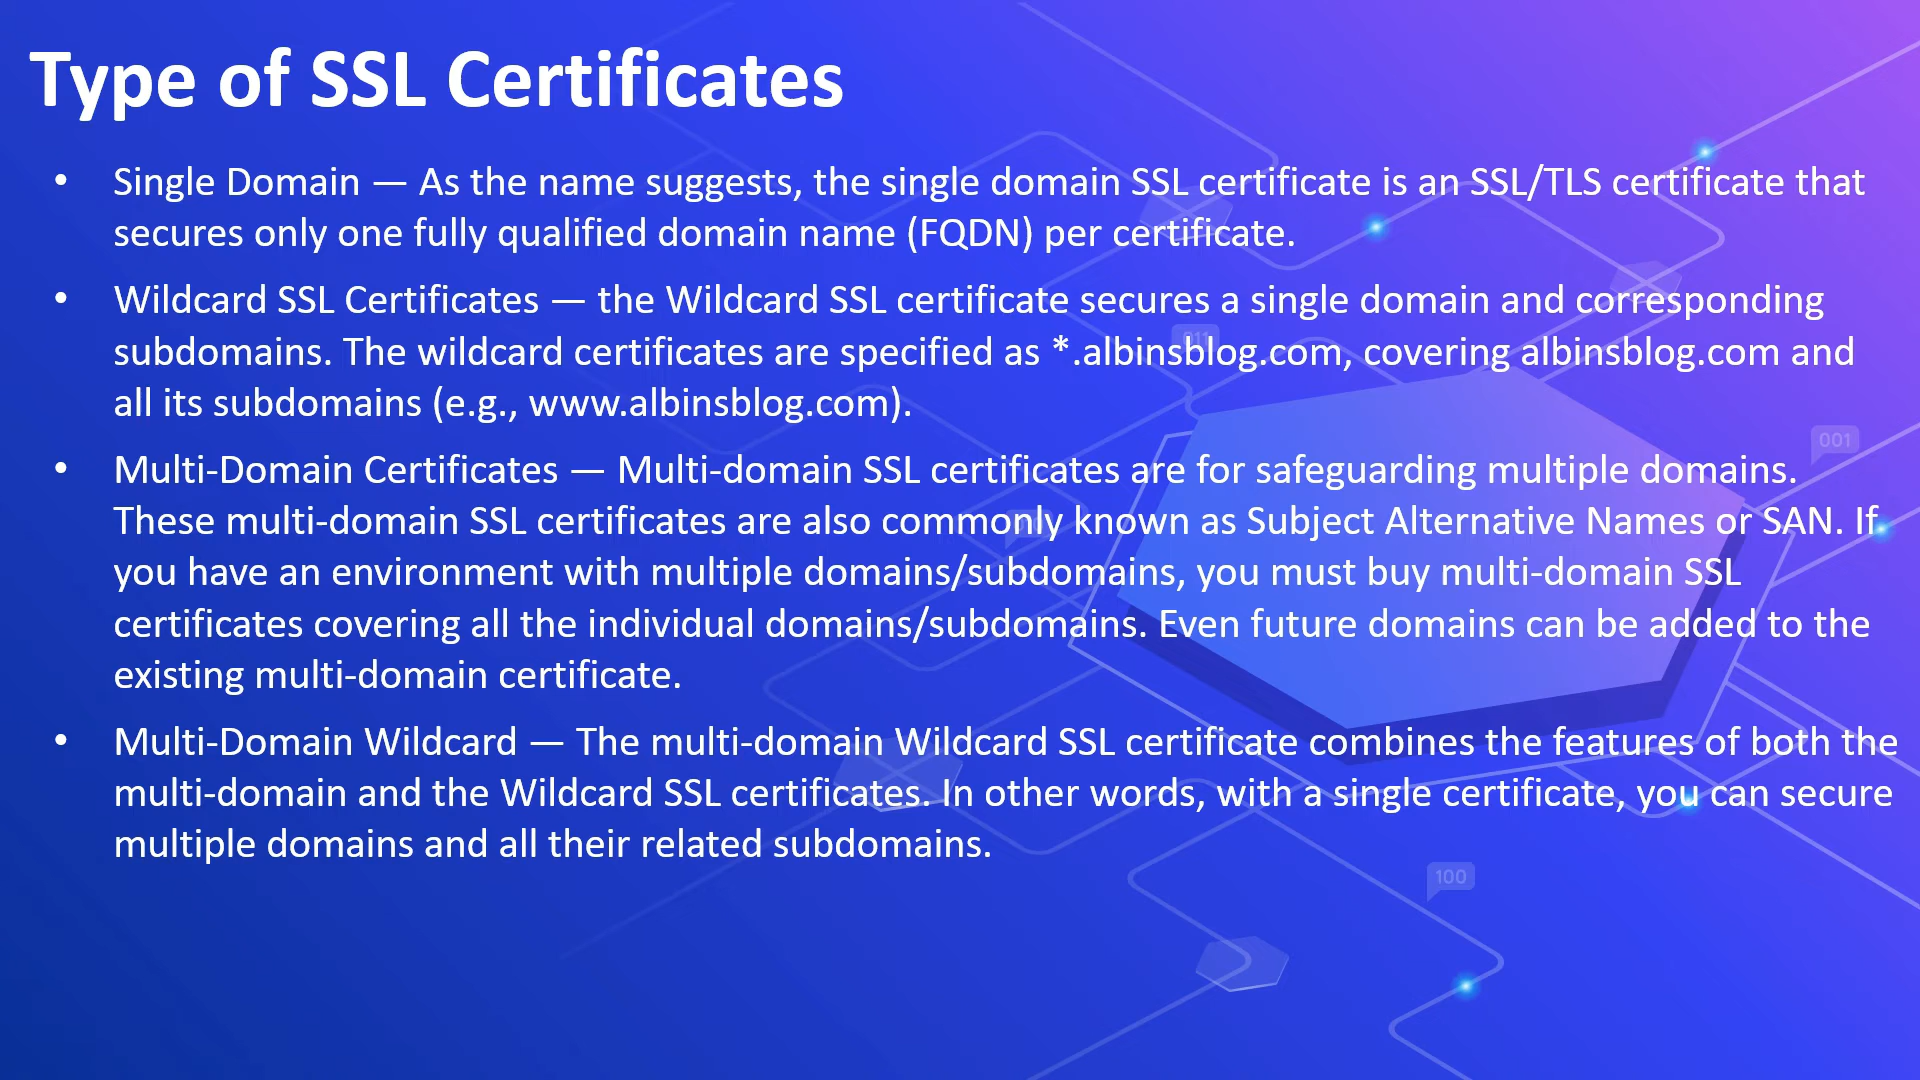 Type of SSL Certificates
• Single Domain — As the name suggests, the single domain SSL certificate is an SSL/TLS certificate that
secures only one fully qualified domain name (FQDN) per certificate.
• Wildcard SSL Certificates — the Wildcard SSL certificate secures a single domain and corresponding
subdomains. The wildcard certificates are specified as *.albinsblog.com, covering albinsblog.com and
all its subdomains (e.g., www.albinsblog.com).
• Multi-Domain Certificates — Multi-domain SSL certificates are for safeguarding multiple domains.
These multi-domain SSL certificates are also commonly known as Subject Alternative Names or SAN. If
you have an environment with multiple domains/subdomains, you must buy multi-domain SSL
certificates covering all the individual domains/subdomains. Even future domains can be added to the
existing multi-domain certificate.
• Multi-Domain Wildcard — The multi-domain Wildcard SSL certificate combines the features of both the
multi-domain and the Wildcard SSL certificates. In other words, with a single certificate, you can secure
multiple domains and all their related subdomains.
011
001
100